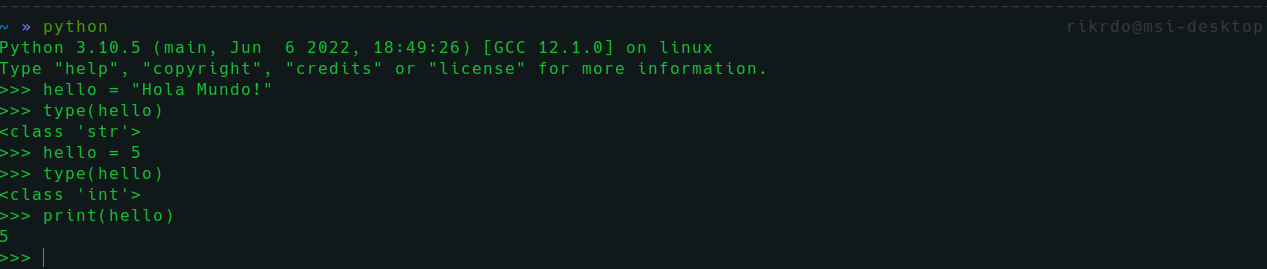 ~ » python rikrdo@msi-desktop
Python 3.10.5 (main, Jun  6 2022, 18:49:26) [GCC 12.1.0] on linux
Type "help", "copyright", "credits" or "license" for more information.
>>> hello = "Hola Mundo!"
>>> type(hello)
<class 'str'>
>>> hello = 5
>>> type(hello)
<class 'int'>
>>> print(hello)
5
>>>